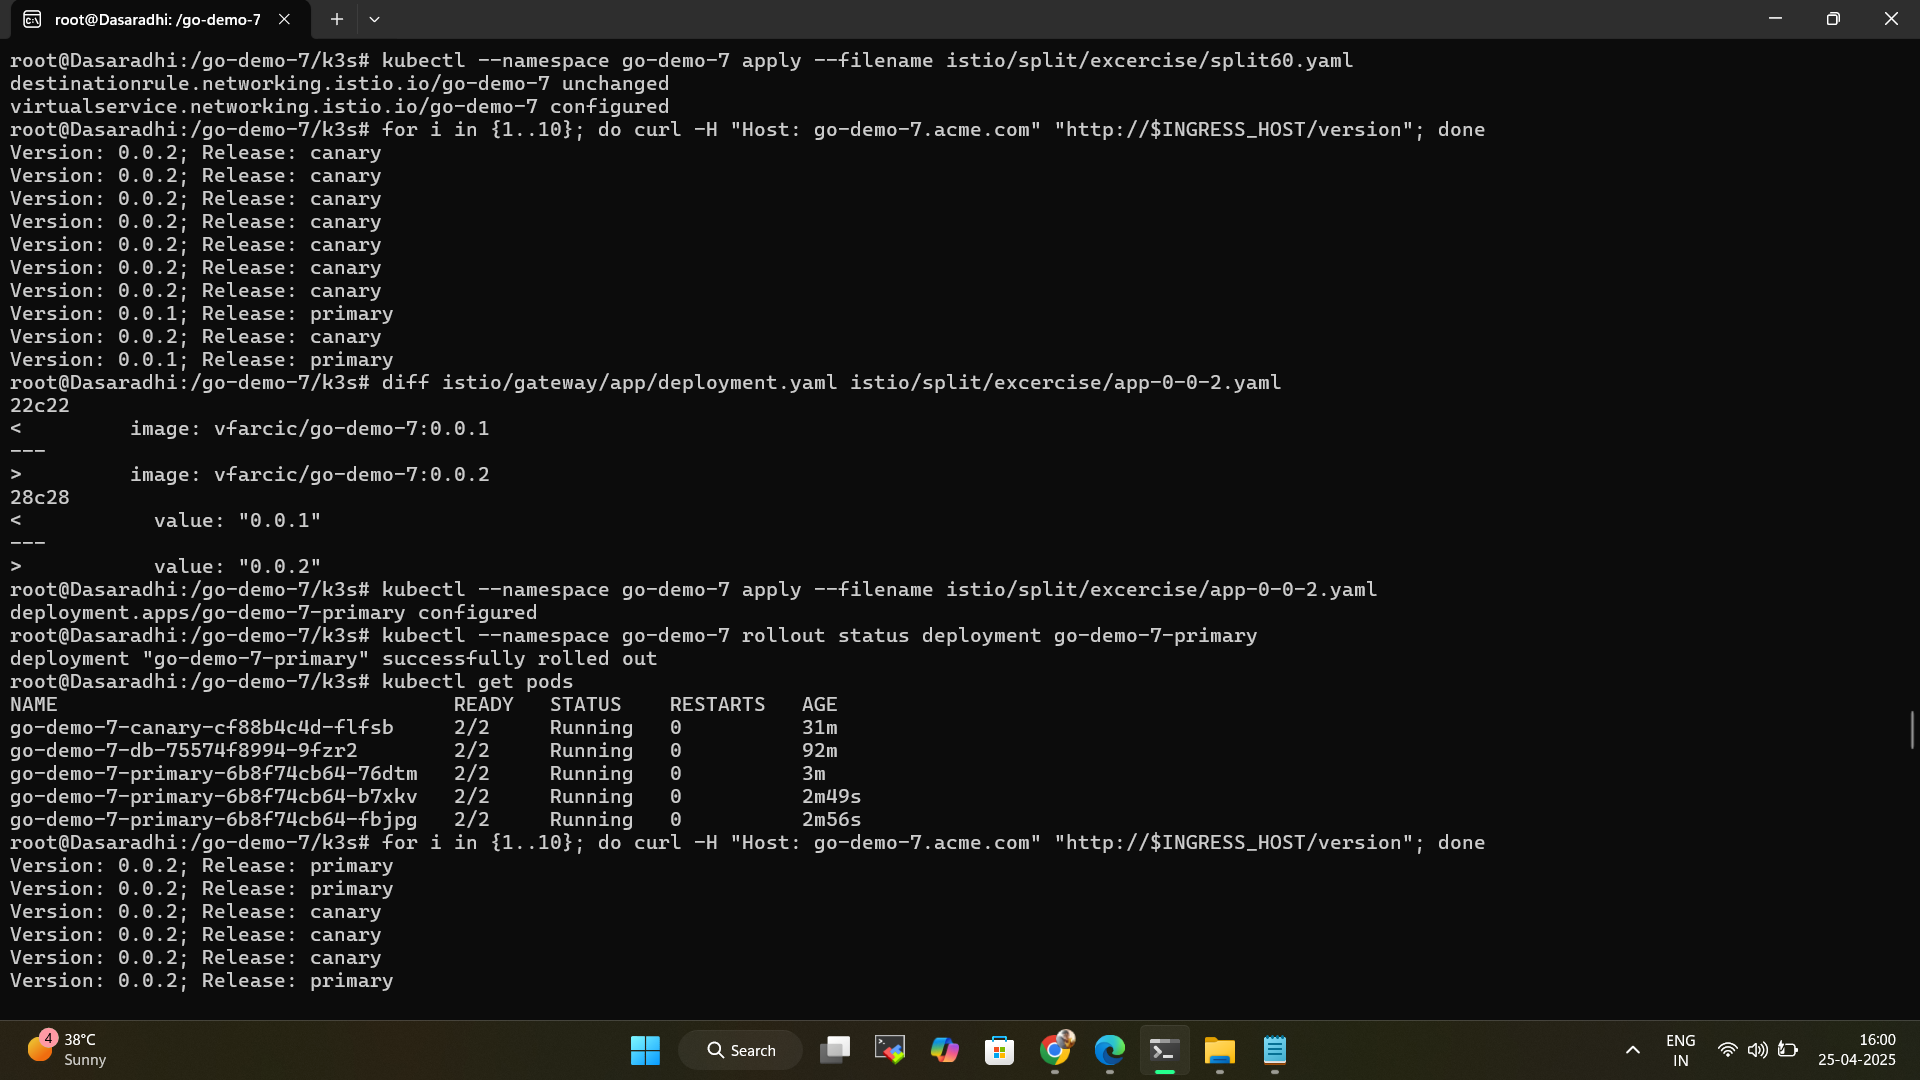 root@Dasaradhi: /go-demo-7
root@Dasaradhi:/go-demo-7/k3s# kubectl --namespace go-demo-7 apply --filename istio/split/excercise/split60.yaml
destinationrule.networking.istio.io/go-demo-7 unchanged
virtualservice.networking.istio.io/go-demo-7 configured
root@Dasaradhi:/go-demo-7/k3s# for i in {1..10}; do curl -H "Host: go-demo-7.acme.com" "http://$INGRESS_HOST/version"; done
Version: 0.0.2; Release: canary
Version: 0.0.2; Release: canary
Version: 0.0.2; Release: canary
Version: 0.0.2; Release: canary
Version: 0.0.2; Release: canary
Version: 0.0.2; Release: canary
Version: 0.0.2; Release: canary
Version: 0.0.1; Release: primary
Version: 0.0.2; Release: canary
Version: 0.0.1; Release: primary
root@Dasaradhi:/go-demo-7/k3s# diff istio/gateway/app/deployment.yaml istio/split/excercise/app-0-0-2.yaml
22c22
<         image: vfarcic/go-demo-7:0.0.1
---
>         image: vfarcic/go-demo-7:0.0.2
28c28
<           value: "0.0.1"
---
>           value: "0.0.2"
root@Dasaradhi:/go-demo-7/k3s# kubectl --namespace go-demo-7 apply --filename istio/split/excercise/app-0-0-2.yaml
deployment.apps/go-demo-7-primary configured
root@Dasaradhi:/go-demo-7/k3s# kubectl --namespace go-demo-7 rollout status deployment go-demo-7-primary
deployment "go-demo-7-primary" successfully rolled out
root@Dasaradhi:/go-demo-7/k3s# kubectl get pods
NAME                                 READY   STATUS    RESTARTS   AGE
go-demo-7-canary-cf88b4c4d-flfsb     2/2     Running   0          31m
go-demo-7-db-75574f8994-9fzr2        2/2     Running   0          92m
go-demo-7-primary-6b8f74cb64-76dtm   2/2     Running   0          3m
go-demo-7-primary-6b8f74cb64-b7xkv   2/2     Running   0          2m49s
go-demo-7-primary-6b8f74cb64-fbjpg   2/2     Running   0          2m56s
root@Dasaradhi:/go-demo-7/k3s# for i in {1..10}; do curl -H "Host: go-demo-7.acme.com" "http://$INGRESS_HOST/version"; done
Version: 0.0.2; Release: primary
Version: 0.0.2; Release: primary
Version: 0.0.2; Release: canary
Version: 0.0.2; Release: canary
Version: 0.0.2; Release: canary
Version: 0.0.2; Release: primary
4
38°C
Sunny
Search
ENG
IN
16:00
25-04-2025